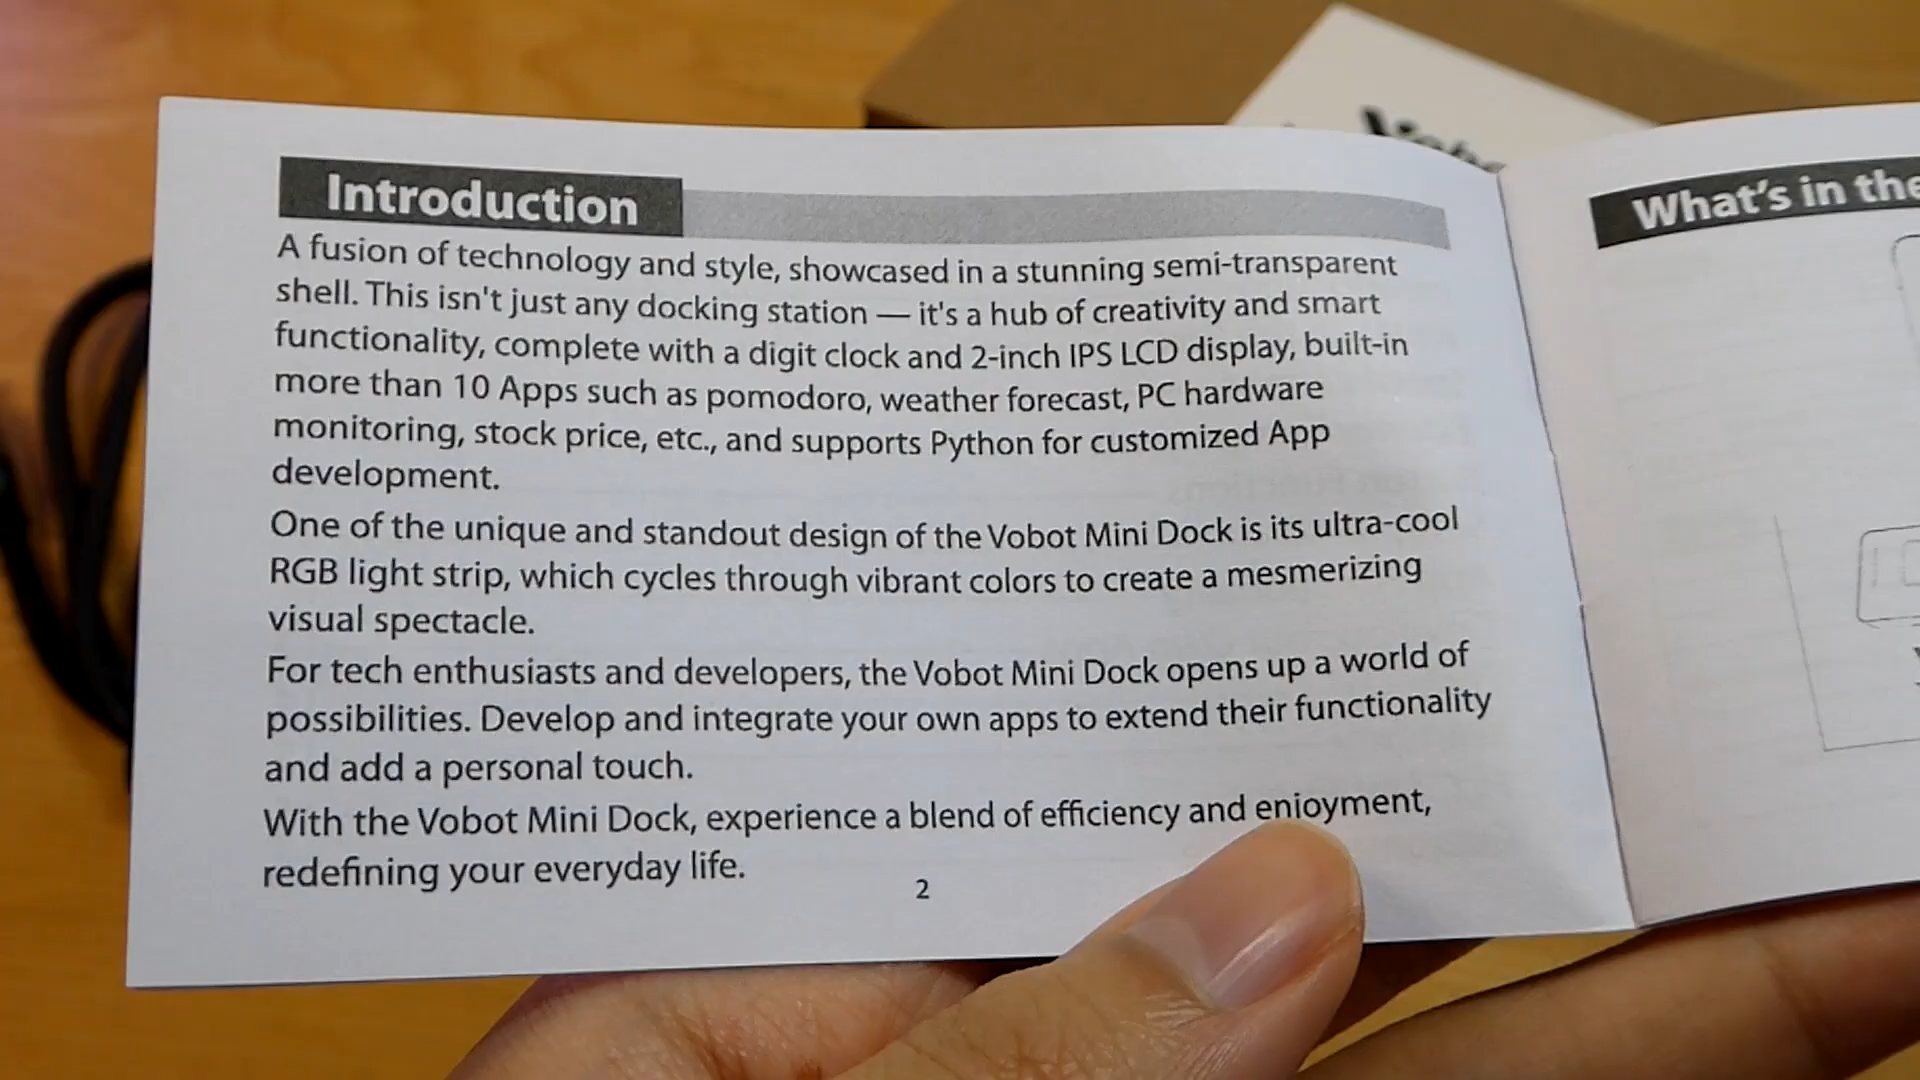 Introduction
A fusion of technology and style, showcased in a stunning semi-transparent
shell. This isn't just any docking station — it's a hub of creativity and smart
functionality, complete with a digit clock and 2-inch IPS LCD display, built-in
more than 10 Apps such as pomodoro, weather forecast, PC hardware
monitoring, stock price, etc., and supports Python for customized App
development.
One of the unique and standout design of the Vobot Mini Dock is its ultra-cool
RGB light strip, which cycles through vibrant colors to create a mesmerizing
visual spectacle.
For tech enthusiasts and developers, the Vobot Mini Dock opens up a world of
possibilities. Develop and integrate your own apps to extend their functionality
and add a personal touch.
With the Vobot Mini Dock, experience a blend of efficiency and enjoyment,
redefining your everyday life.
2
What's in the